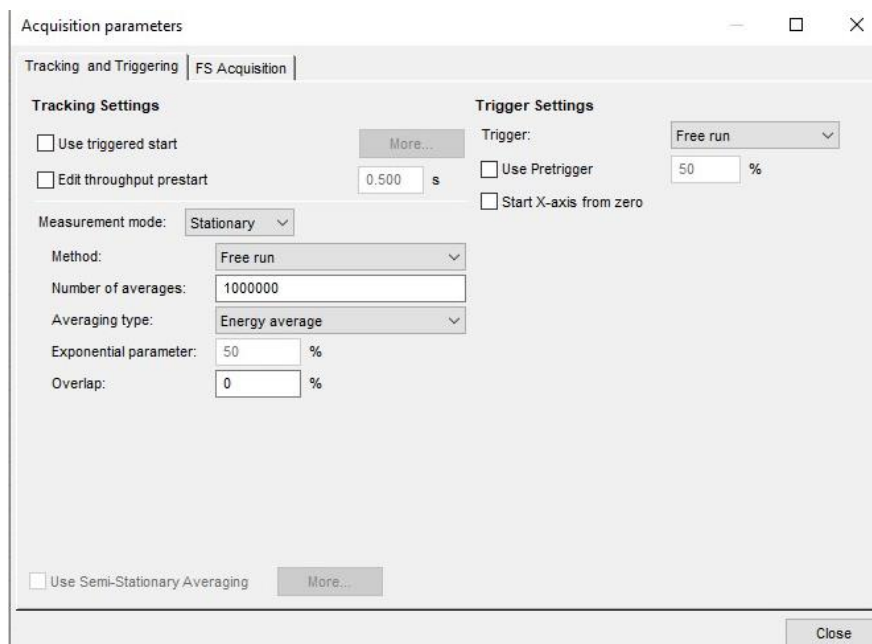 Acquisition parameters
Tracking and Triggering
FS Acquisition
Tracking Settings
Use triggered start More...
Edit throughput prestart 0.500 s
Measurement mode: Stationary
Method: Free run
Number of averages: 1000000
Averaging type: Energy average
Exponential parameter: 50 %
Overlap: 0 %
Use Semi-Stationary Averaging More...
Trigger Settings
Trigger: Free run
Use Pretrigger 50 %
Start X-axis from zero
Close